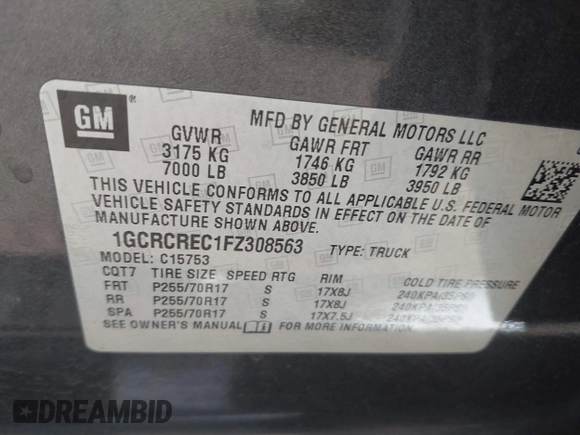 GM
MFD BY GENERAL MOTORS LLC
GVWR GAWR FRT GAWR RR
3175 KG 1746 KG 1792 KG
7000 LB 3850 LB 3950 LB
THIS VEHICLE CONFORMS TO ALL APPLICABLE U.S. FEDERAL MOTOR
VEHICLE SAFETY STANDARDS IN EFFECT ON THE DATE OF
MANUFACTURE SHOWN ABOVE.
1GCRCREC1FZ308563 TYPE: TRUCK
MODEL: C15753
CQT7 TIRE SIZE SPEED RTG RIM COLD TIRE PRESSURE
FRT P255/70R17 S 17X8J 240KPA/35PSI
RR P255/70R17 S 17X8J 240KPA/35PSI
SPA P255/70R17 S 17X7.5J 240KPA/35PSI
SEE OWNER'S MANUAL FOR MORE INFORMATION
DREAMBID